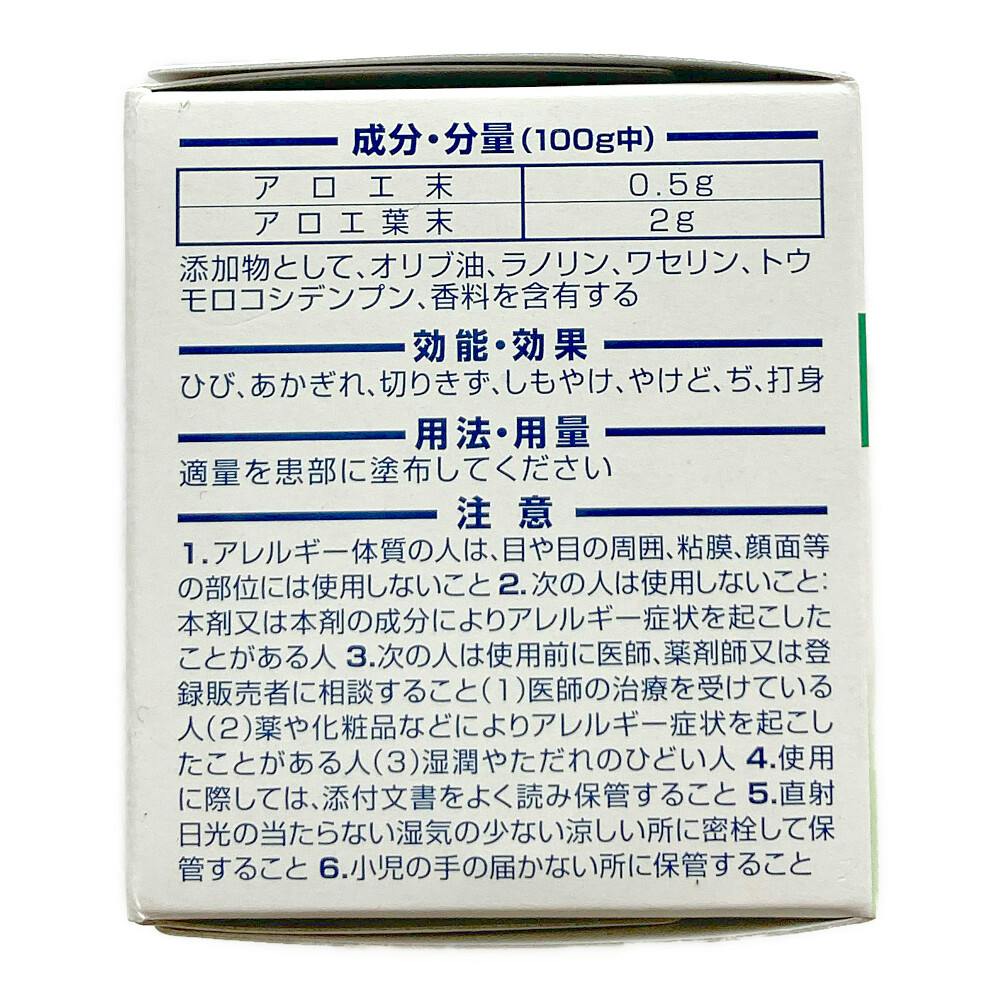 成分・分量(100g中)
アロエ末 0.5g
アロエ葉末 2g
添加物として、オリブ油、ラノリン、ワセリン、トウ
モロコシデンプン、香料を含有する
効能・効果
ひび、あかぎれ、切りきず、しもやけ、やけど、ぢ、打身
用法・用量
適量を患部に塗布してください
注意
1.アレルギー体質の人は、目や目の周囲、粘膜、顔面等
の部位には使用しないこと 2.次の人は使用しないこと:
本剤又は本剤の成分によりアレルギー症状を起こした
ことがある人 3.次の人は使用前に医師、薬剤師又は登
録販売者に相談すること(1)医師の治療を受けている
人(2)薬や化粧品などによりアレルギー症状を起こし
たことがある人(3)湿潤やただれのひどい人 4.使用
に際しては、添付文書をよく読み保管すること 5.直射
日光の当たらない湿気の少ない涼しい所に密栓して保
管すること 6.小児の手の届かない所に保管すること